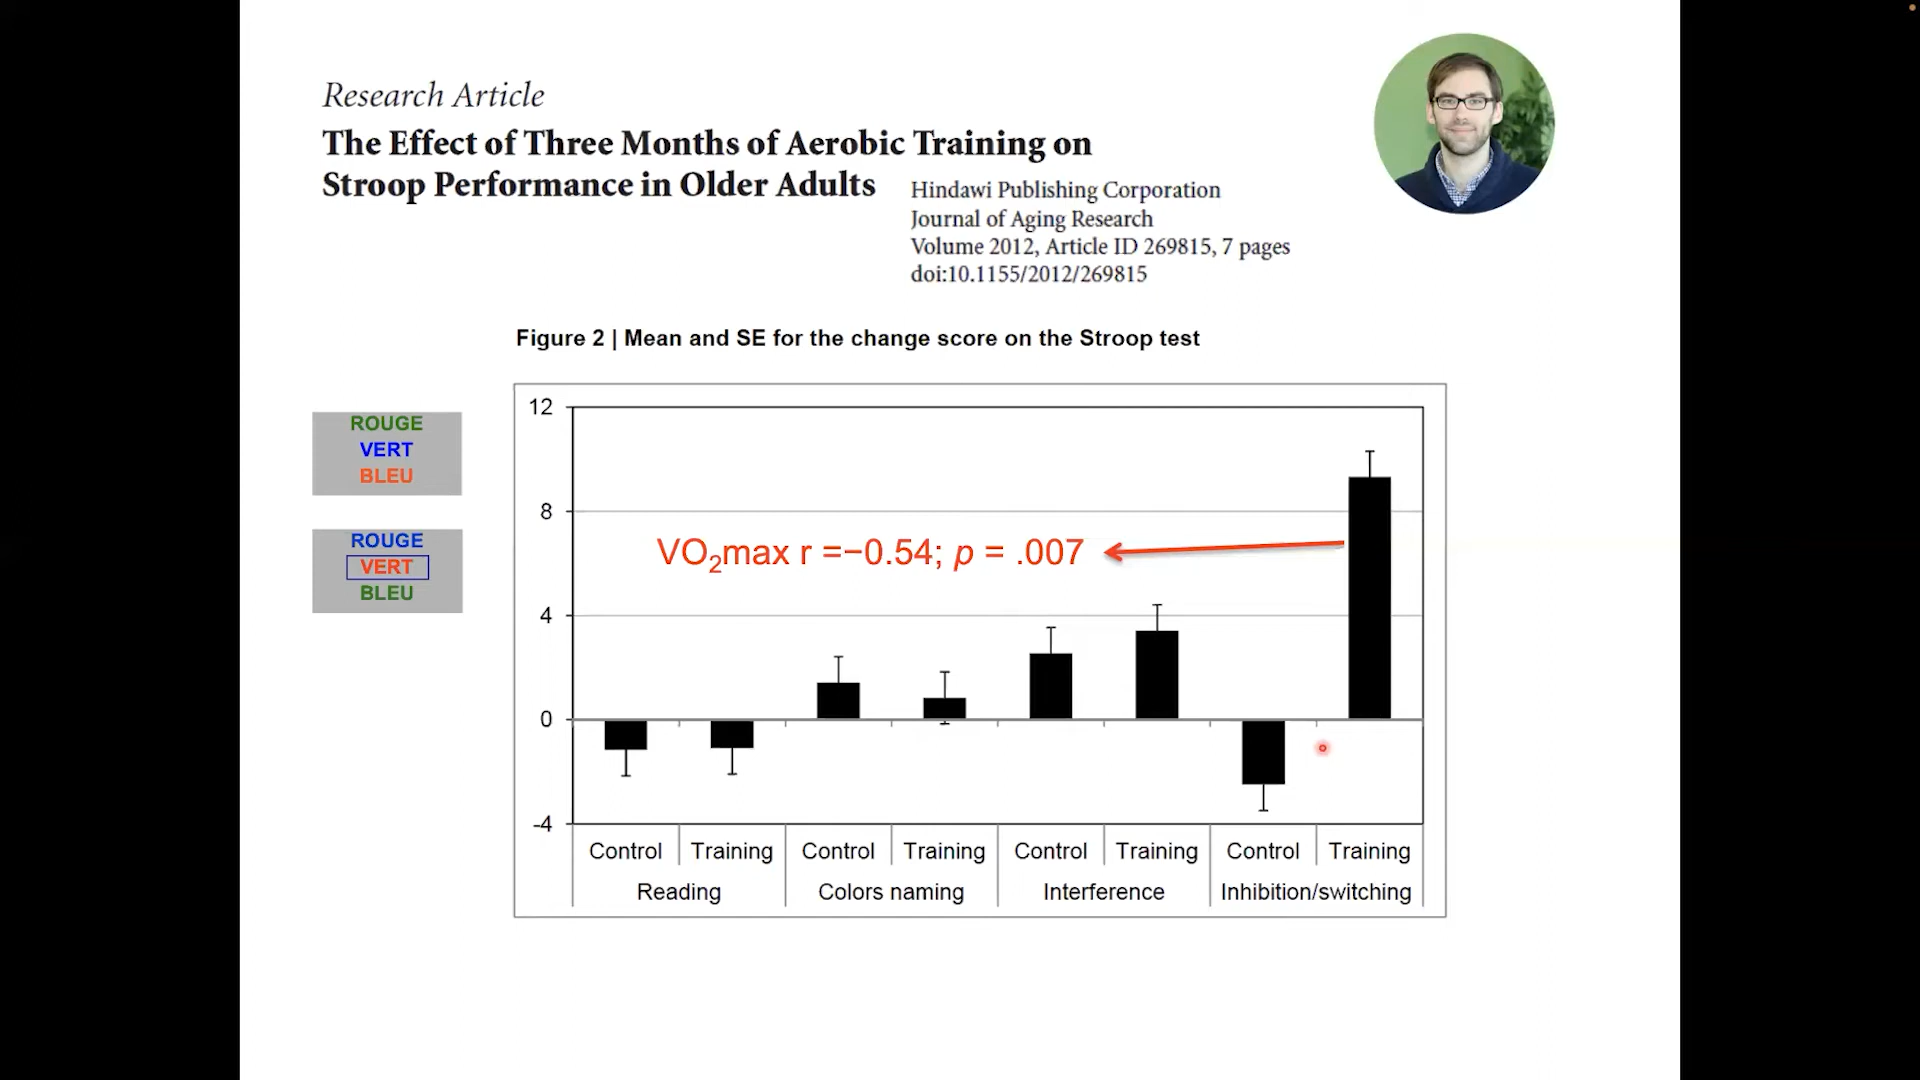 Research Article
The Effect of Three Months of Aerobic Training on
Stroop Performance in Older Adults
Hindawi Publishing Corporation
Journal of Aging Research
Volume 2012, Article ID 269815, 7 pages
doi:10.1155/2012/269815
Figure 2 | Mean and SE for the change score on the Stroop test
ROUGE
VERT
BLEU
ROUGE
VERT
BLEU
12
8
4
0
-4
VO₂max r =−0.54; p = .007
Control Training Control Training Control Training Control Training
Reading Colors naming Interference Inhibition/switching